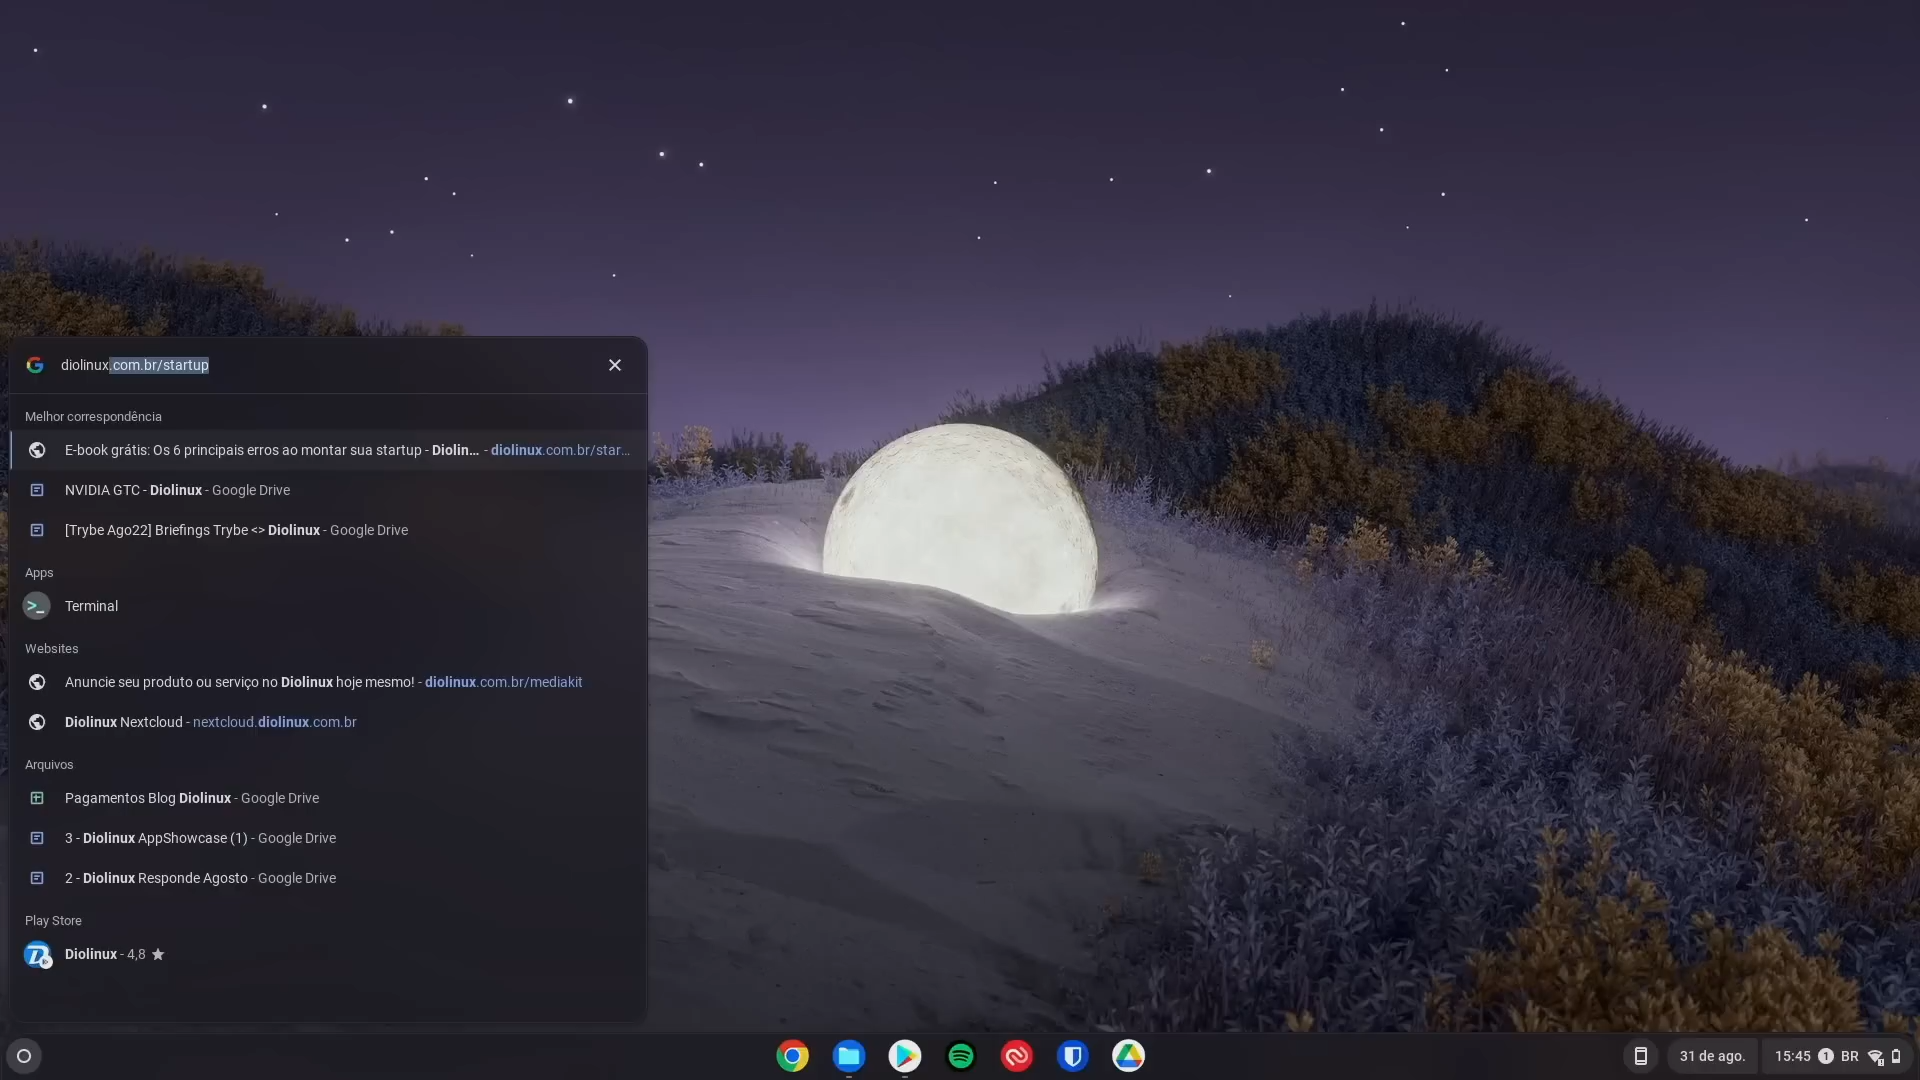 diolinux.com.br/startup
Melhor correspondência
E-book grátis: Os 6 principais erros ao montar sua startup - Diolin... - diolinux.com.br/star...
NVIDIA GTC - Diolinux - Google Drive
[Trybe Ago22] Briefings Trybe <> Diolinux - Google Drive
Apps
>_ Terminal
Websites
Anuncie seu produto ou serviço no Diolinux hoje mesmo! - diolinux.com.br/mediakit
Diolinux Nextcloud - nextcloud.diolinux.com.br
Arquivos
Pagamentos Blog Diolinux - Google Drive
3 - Diolinux AppShowcase (1) - Google Drive
2 - Diolinux Responde Agosto - Google Drive
Play Store
Diolinux - 4,8 ★
31 de ago. 15:45 1 BR